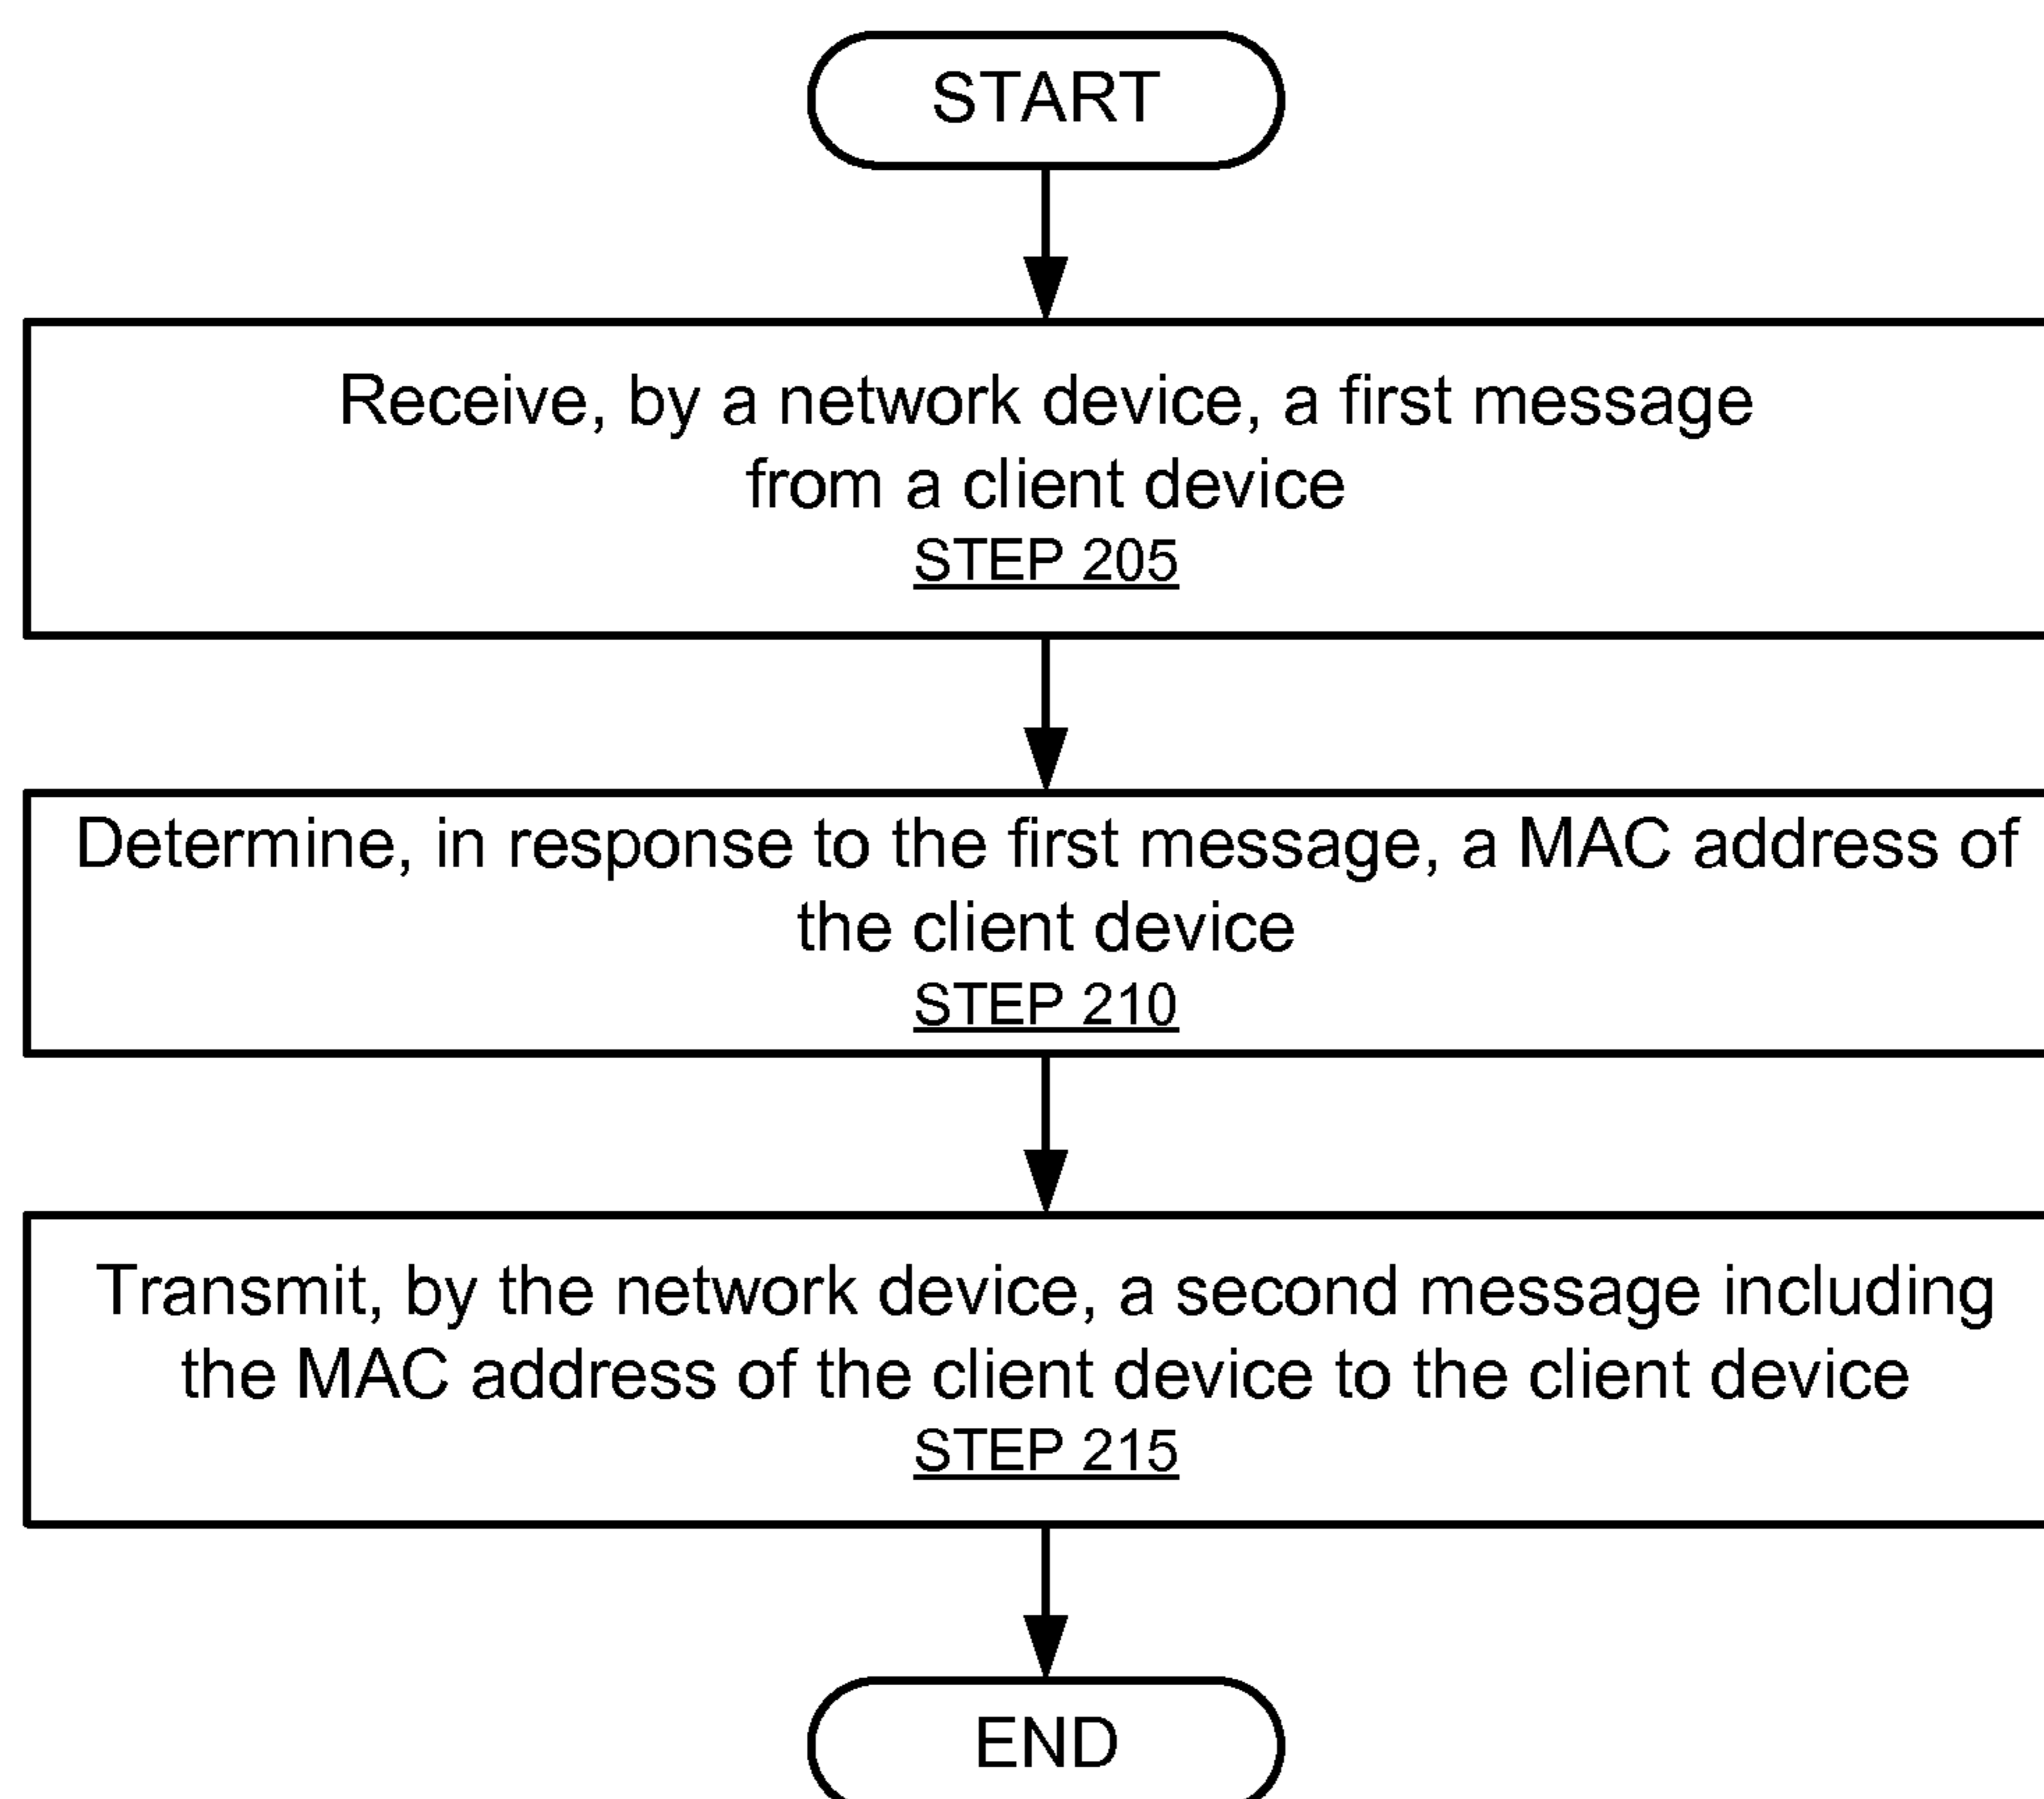 START
Receive, by a network device, a first message
from a client device
STEP 205
Determine, in response to the first message, a MAC address of
the client device
STEP 210
Transmit, by the network device, a second message including
the MAC address of the client device to the client device
STEP 215
END